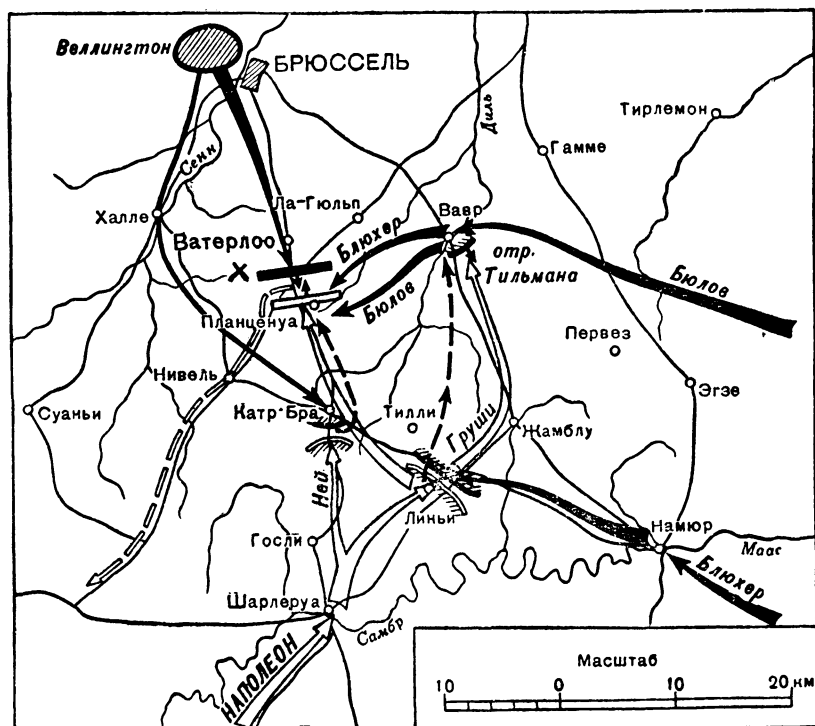 Веллингтон
БРЮССЕЛЬ
Тирлемон
Диль
Гамме
Сенн
Халле
Ла-Гюльп
Вавр
Ватерлоо
Блюхер
отр.
Тильмана
Бюлов
Бюлов
Планценуа
Первез
Нивель
Эгзе
Суаньи
Катр-Бра
Тилли
Груши
Жамблу
Ней
Линьи
Госли
Намюр
Маас
Блюхер
Шарлеруа
Самбр
НАПОЛЕОН
Масштаб
10 0 10 20 км